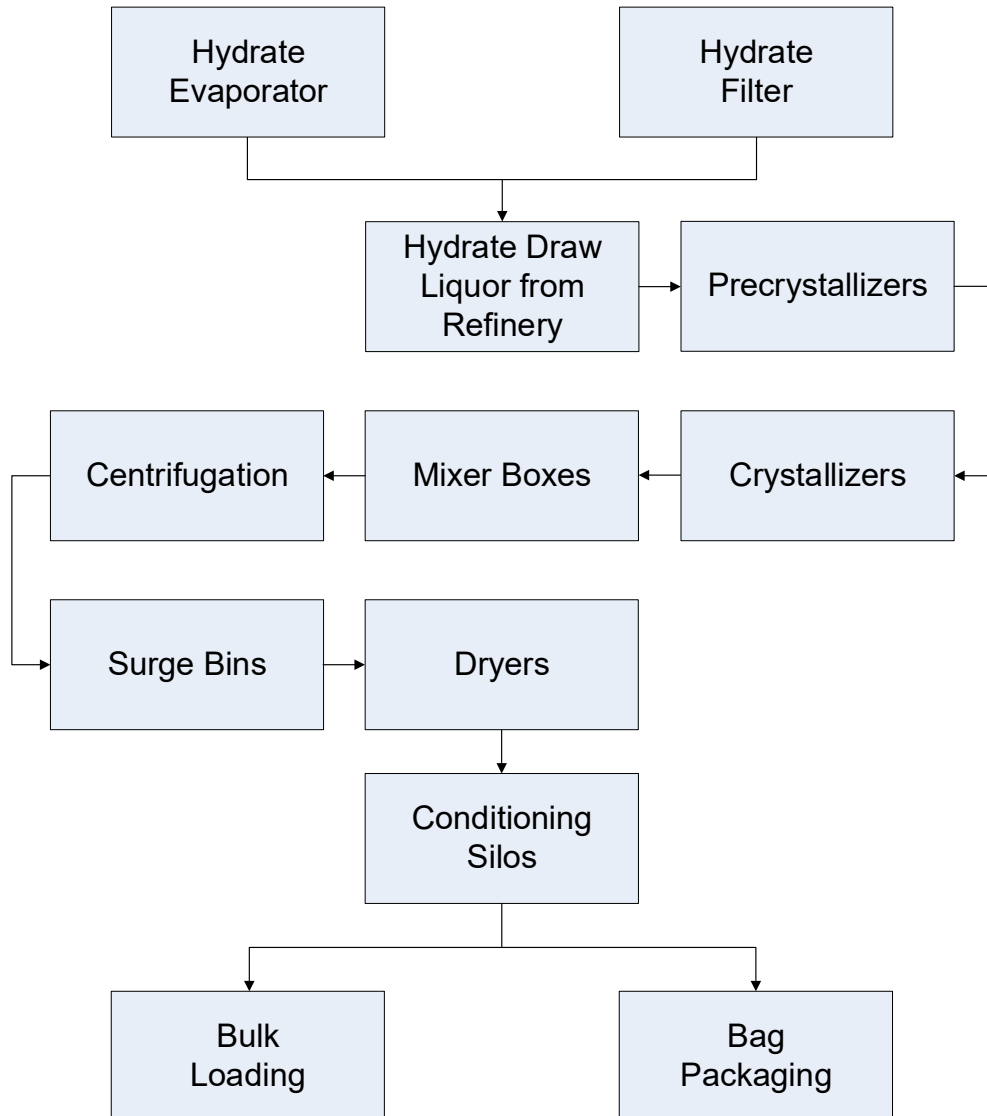 Hydrate
Evaporator
Hydrate
Filter
Hydrate Draw
Liquor from
Refinery
Precrystallizers
Centrifugation
Mixer Boxes
Crystallizers
Surge Bins
Dryers
Conditioning
Silos
Bulk
Loading
Bag
Packaging